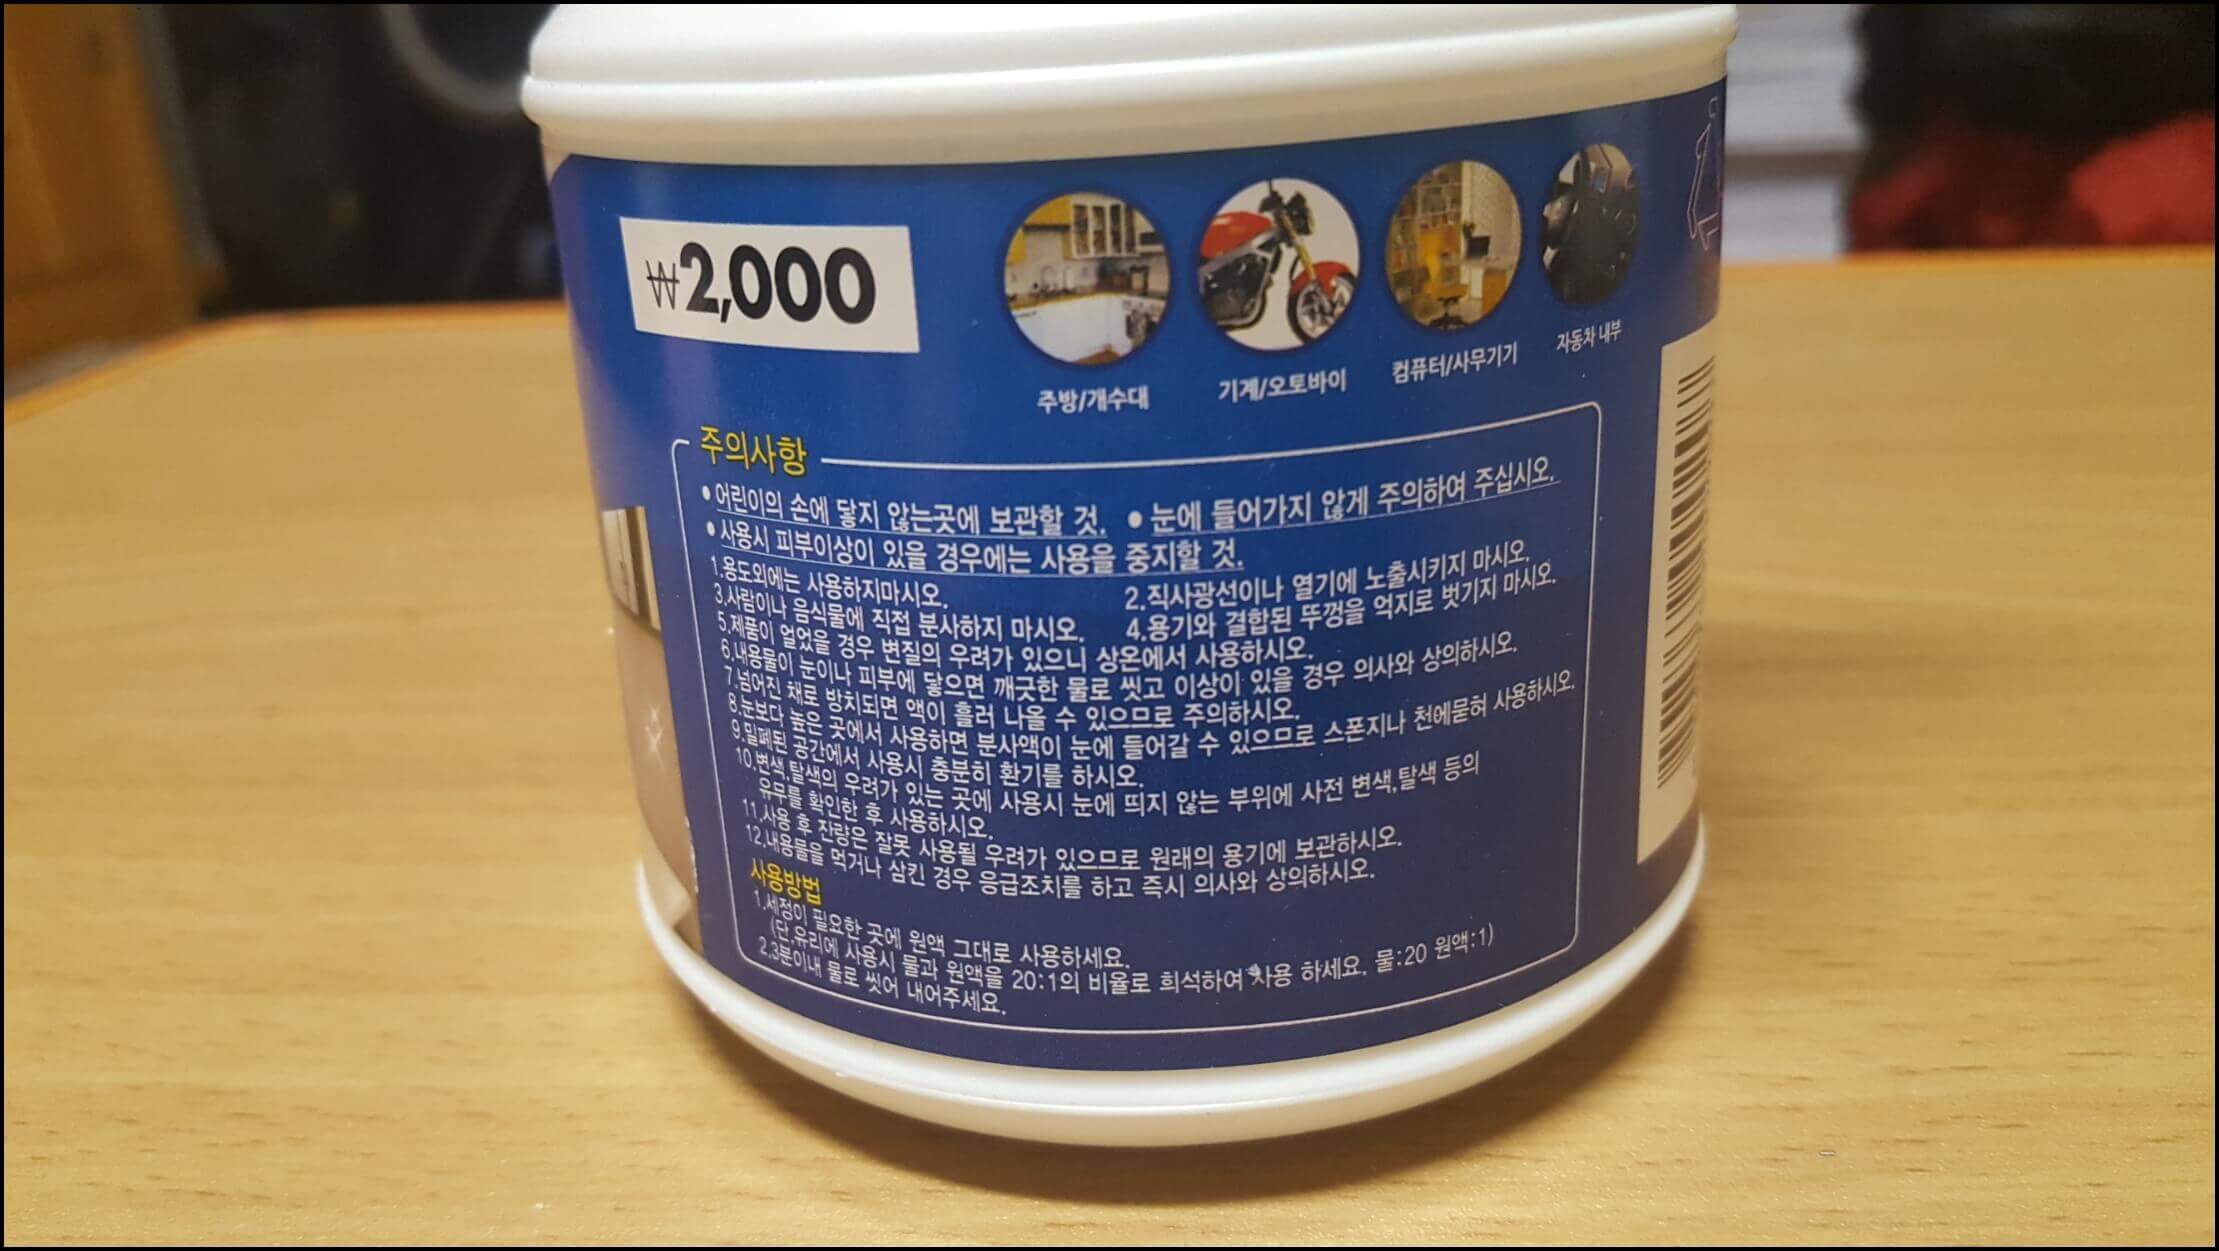 ₩2,000
주방/개수대
기계/오토바이
컴퓨터/사무기기
자동차 내부
주의사항
● 어린이의 손에 닿지 않는곳에 보관할 것. ● 눈에 들어가지 않게 주의하여 주십시오.
● 사용시 피부이상이 있을 경우에는 사용을 중지할 것.
1.용도외에는 사용하지마시오. 2.직사광선이나 열기에 노출시키지 마시오.
3.사람이나 음식물에 직접 분사하지 마시오. 4.용기와 결합된 뚜껑을 억지로 벗기지 마시오.
5.제품이 얼었을 경우 변질의 우려가 있으니 상온에서 사용하시오.
6.내용물이 눈이나 피부에 닿으면 깨긋한 물로 씻고 이상이 있을 경우 의사와 상의하시오.
7.넘어진 채로 방치되면 액이 흘러 나올 수 있으므로 주의하시오.
8.눈보다 높은 곳에서 사용하면 분사액이 눈에 들어갈 수 있으므로 스폰지나 천에묻혀 사용하시오.
9.밀폐된 공간에서 사용시 충분히 환기를 하시오.
10.변색,탈색의 우려가 있는 곳에 사용시 눈에 띄지 않는 부위에 사전 변색,탈색 등의
유무를 확인한 후 사용하시오.
11.사용 후 잔량은 잘못 사용될 우려가 있으므로 원래의 용기에 보관하시오.
12.내용물을 먹거나 삼킨 경우 응급조치를 하고 즉시 의사와 상의하시오.
사용방법
1.세정이 필요한 곳에 원액 그대로 사용하세요.
(단,유리에 사용시 물과 원액을 20:1의 비율로 희석하여 사용 하세요. 물:20 원액:1)
2.3분이내 물로 씻어 내어주세요.